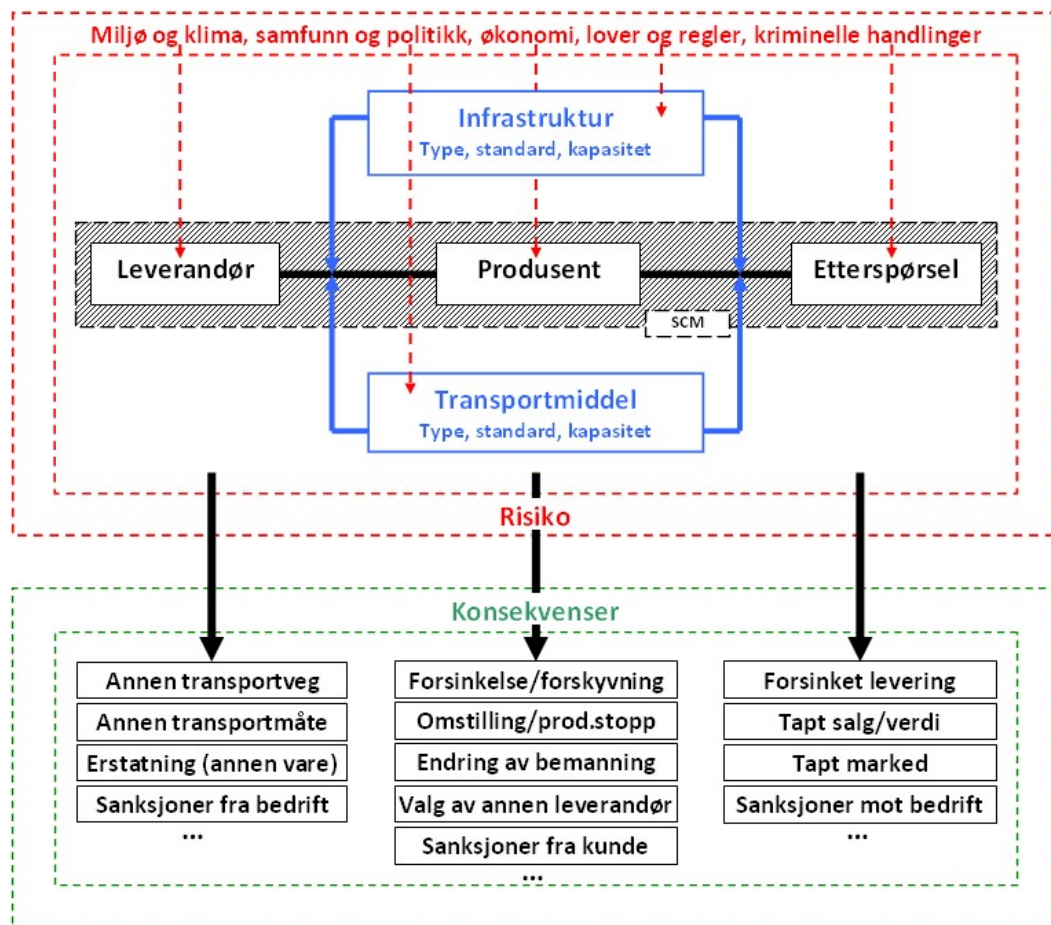 Miljø og klima, samfunn og politikk, økonomi, lover og regler, kriminelle handlinger
Infrastruktur
Type, standard, kapasitet
Leverandør
Produsent
Etterspørsel
SCM
Transportmiddel
Type, standard, kapasitet
Risiko
Konsekvenser
Annen transportveg
Annen transportmåte
Erstatning (annen vare)
Sanksjoner fra bedrift
...
Forsinkelse/forskyvning
Omstilling/prod.stopp
Endring av bemanning
Valg av annen leverandør
Sanksjoner fra kunde
...
Forsinket levering
Tapt salg/verdi
Tapt marked
Sanksjoner mot bedrift
...